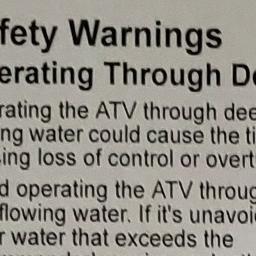 fety Warnings
erating Through De
rating the ATV through dee
ng water could cause the ti
ing loss of control or overt
d operating the ATV throug
flowing water. If it's unavoi
r water that exceeds the